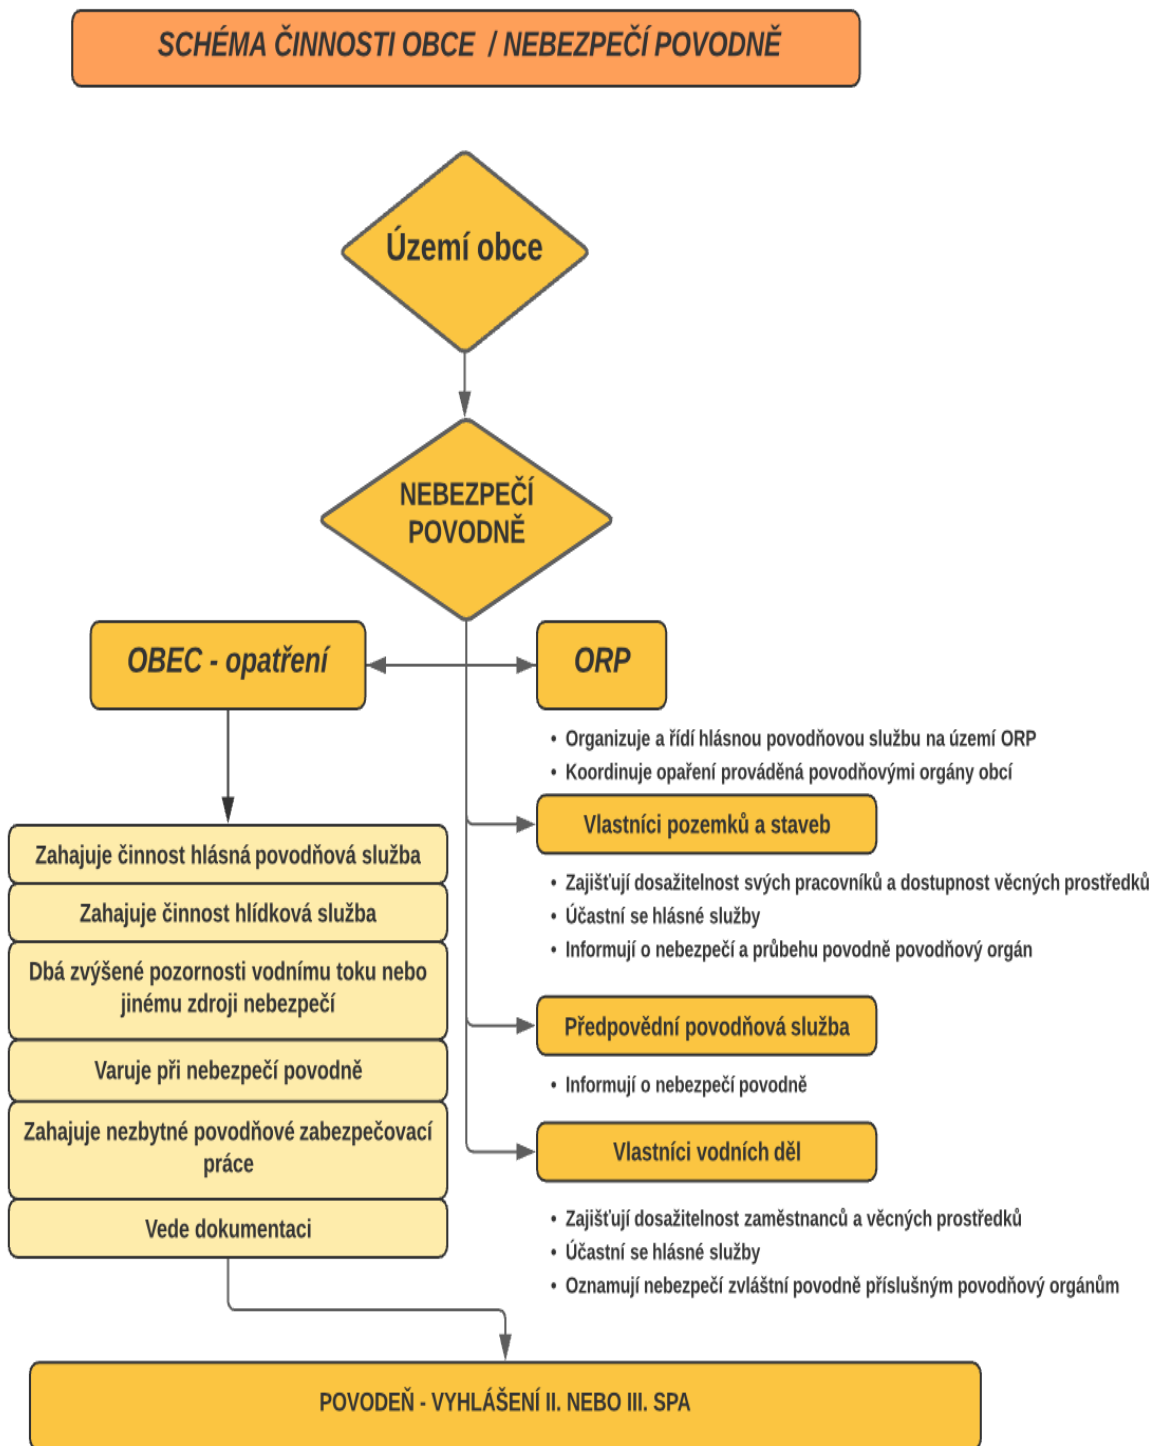 SCHÉMA ČINNOSTI OBCE / NEBEZPEČÍ POVODNĚ
Území obce
NEBEZPEČÍ
POVODNĚ
OBEC - opatření
ORP
• Organizuje a řídí hlásnou povodňovou službu na území ORP
• Koordinuje opaření prováděná povodňovými orgány obcí
Vlastníci pozemků a staveb
• Zajišťují dosažitelnost svých pracovníků a dostupnost věcných prostředků
• Účastní se hlásné služby
• Informují o nebezpečí a průbehu povodně povodňový orgán
Předpovědní povodňová služba
• Informují o nebezpečí povodně
Vlastníci vodních děl
• Zajišťují dosažitelnost zaměstnanců a věcných prostředků
• Účastní se hlásné služby
• Oznamují nebezpečí zvláštní povodně příslušným povodňový orgánům
Zahajuje činnost hlásná povodňová služba
Zahajuje činnost hlídková služba
Dbá zvýšené pozornosti vodnímu toku nebo
jinému zdroji nebezpečí
Varuje při nebezpečí povodně
Zahajuje nezbytné povodňové zabezpečovací
práce
Vede dokumentaci
POVODEŇ - VYHLÁŠENÍ II. NEBO III. SPA